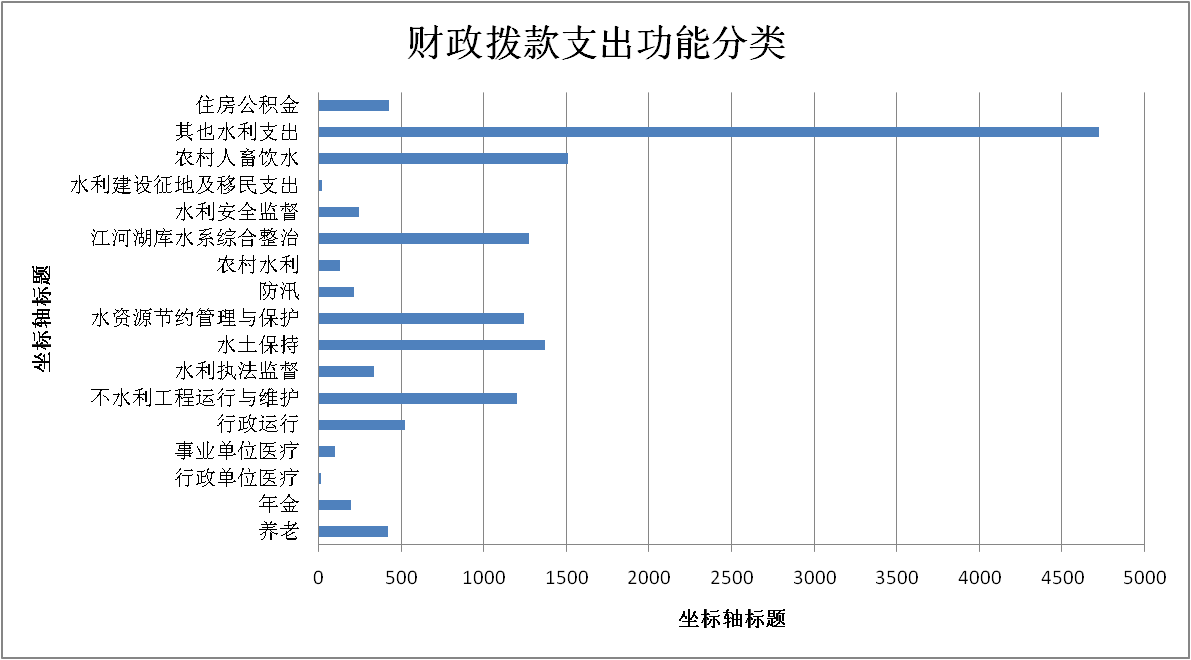 财政拨款支出功能分类
住房公积金
其也水利支出
农村人畜饮水
水利建设征地及移民支出
水利安全监督
江河湖库水系综合整治
农村水利
防汛
水资源节约管理与保护
水土保持
水利执法监督
不水利工程运行与维护
行政运行
事业单位医疗
行政单位医疗
年金
养老
坐标轴标题
0 500 1000 1500 2000 2500 3000 3500 4000 4500 5000
坐标轴标题